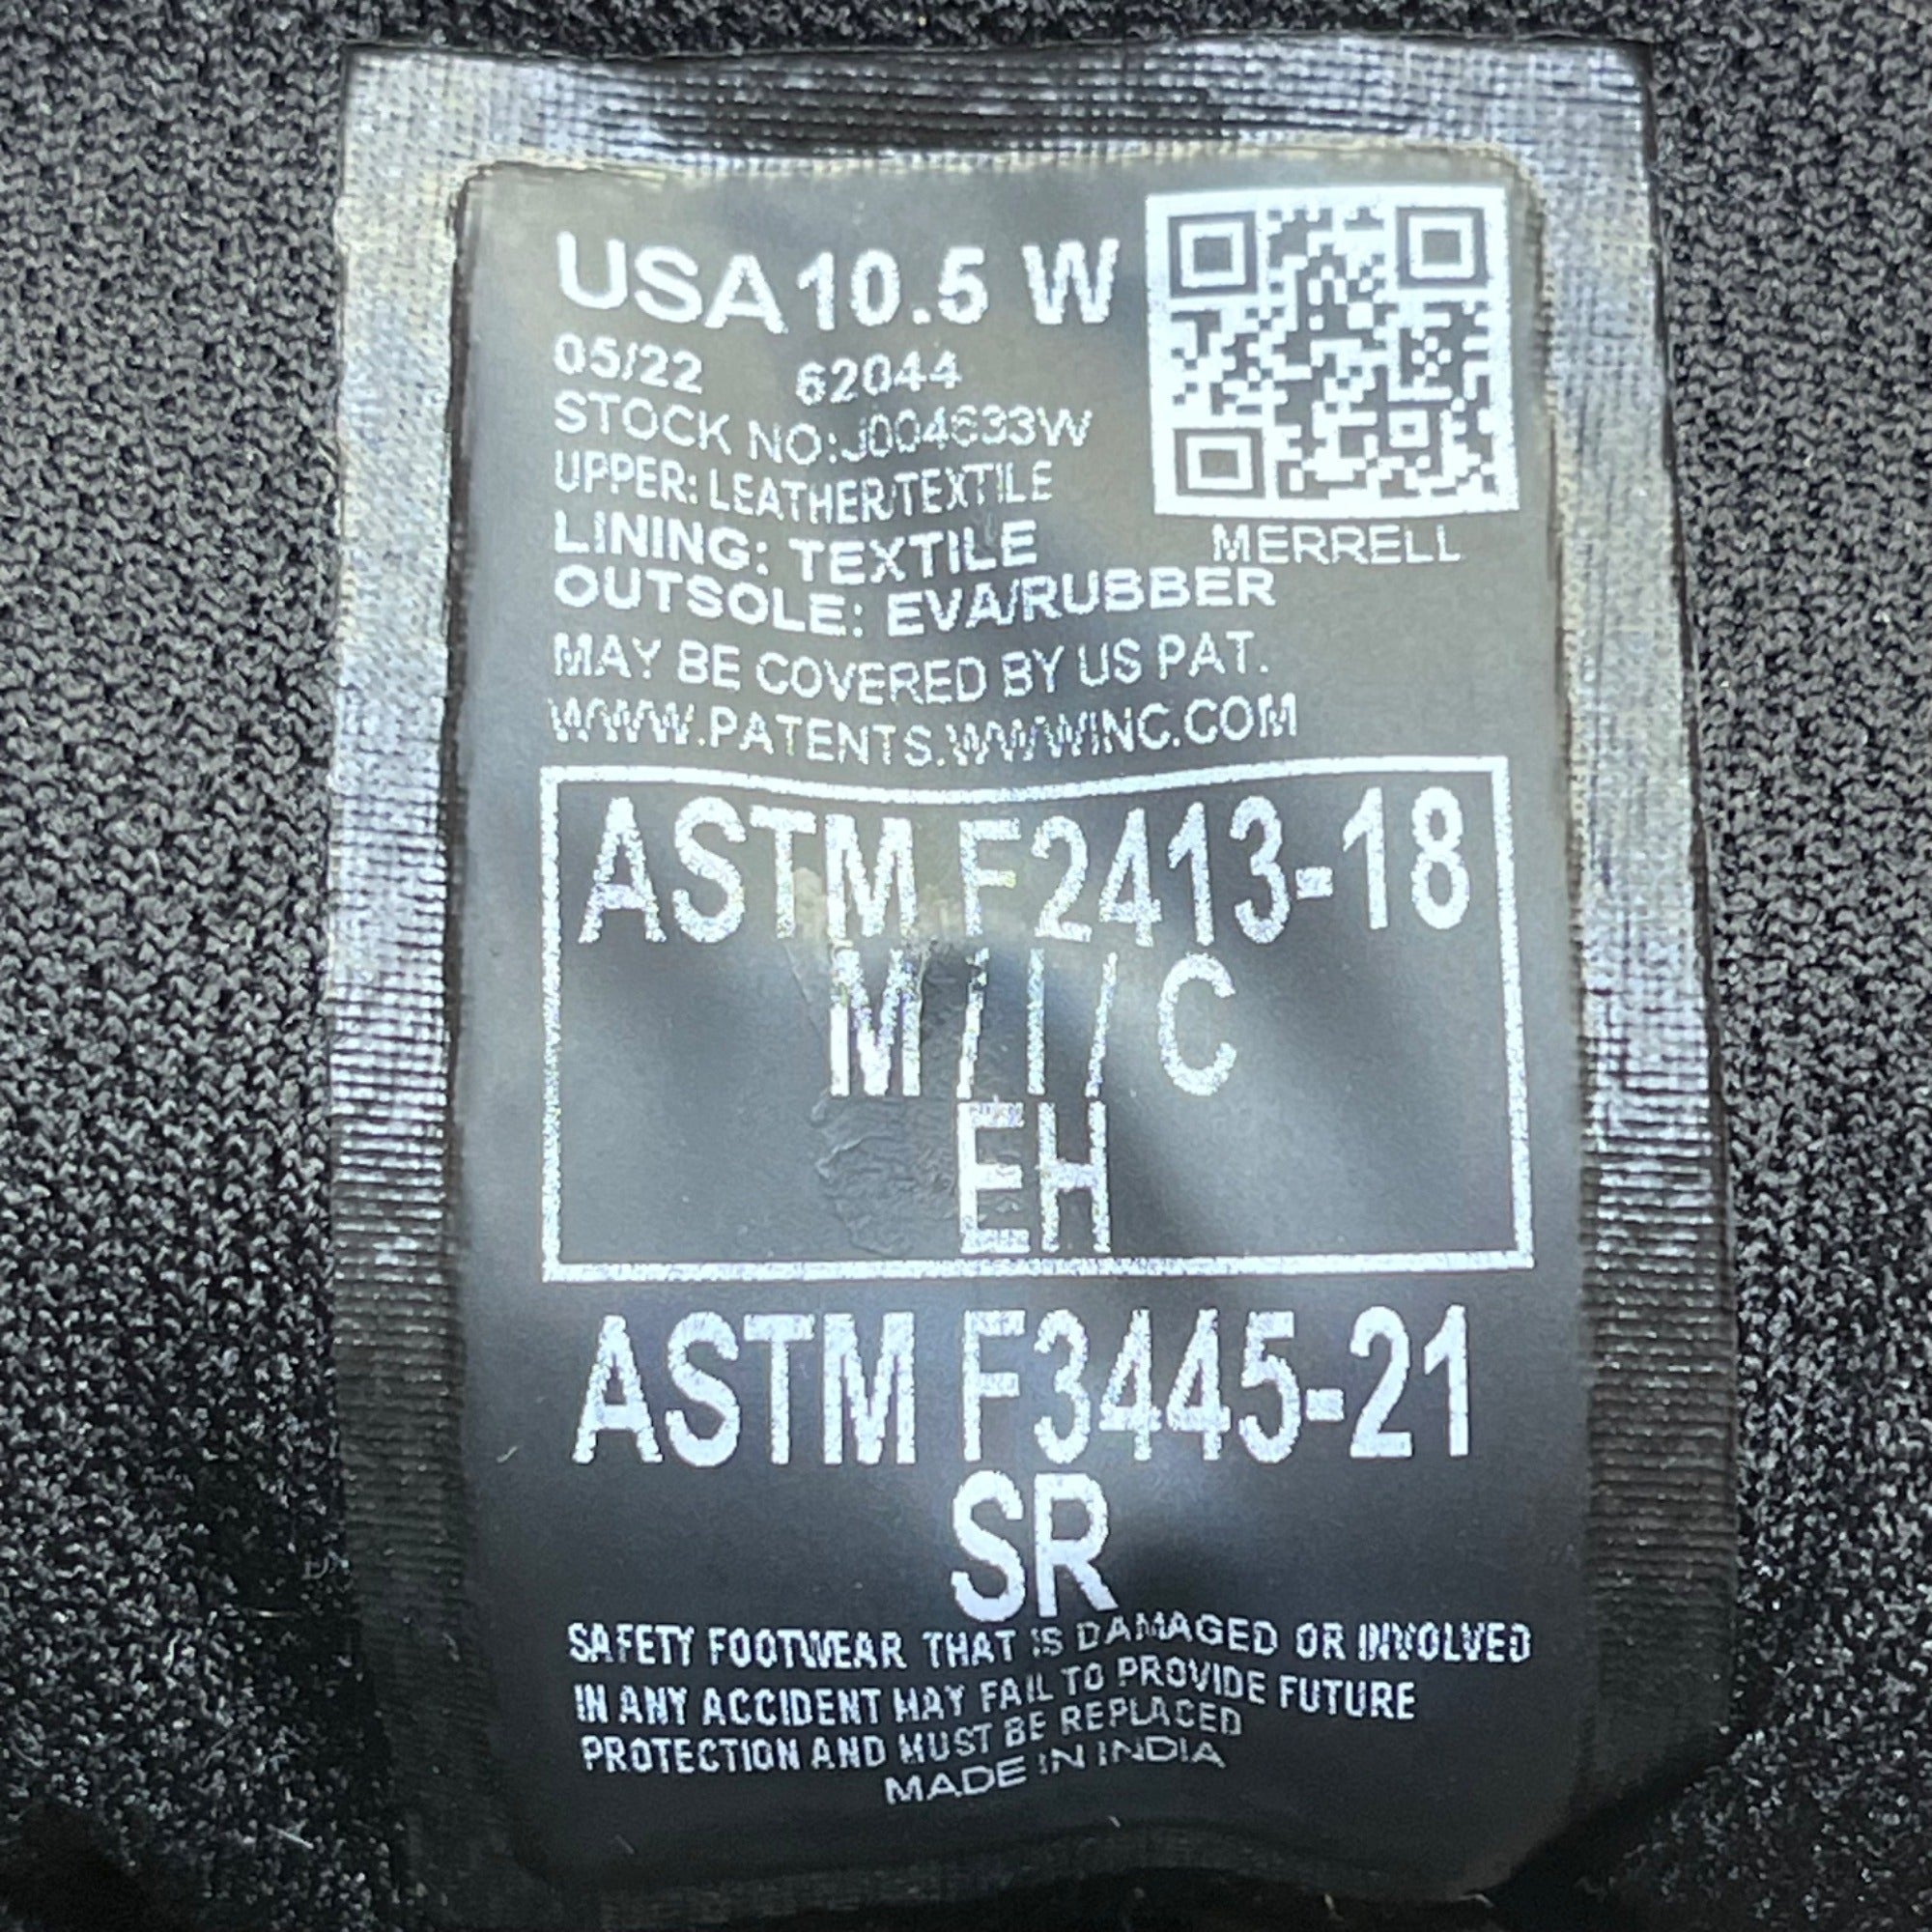 USA 10.5 W
05/22 62044
STOCK NO:J004633W
UPPER: LEATHER/TEXTILE
LINING: TEXTILE
MERRELL
OUTSOLE: EVA/RUBBER
MAY BE COVERED BY US PAT.
WWW.PATENTS.WWWINC.COM
ASTM F2413-18
M / I / C
EH
ASTM F3445-21
SR
SAFETY FOOTWEAR THAT IS DAMAGED OR INVOLVED
IN ANY ACCIDENT MAY FAIL TO PROVIDE FUTURE
PROTECTION AND MUST BE REPLACED
MADE IN INDIA